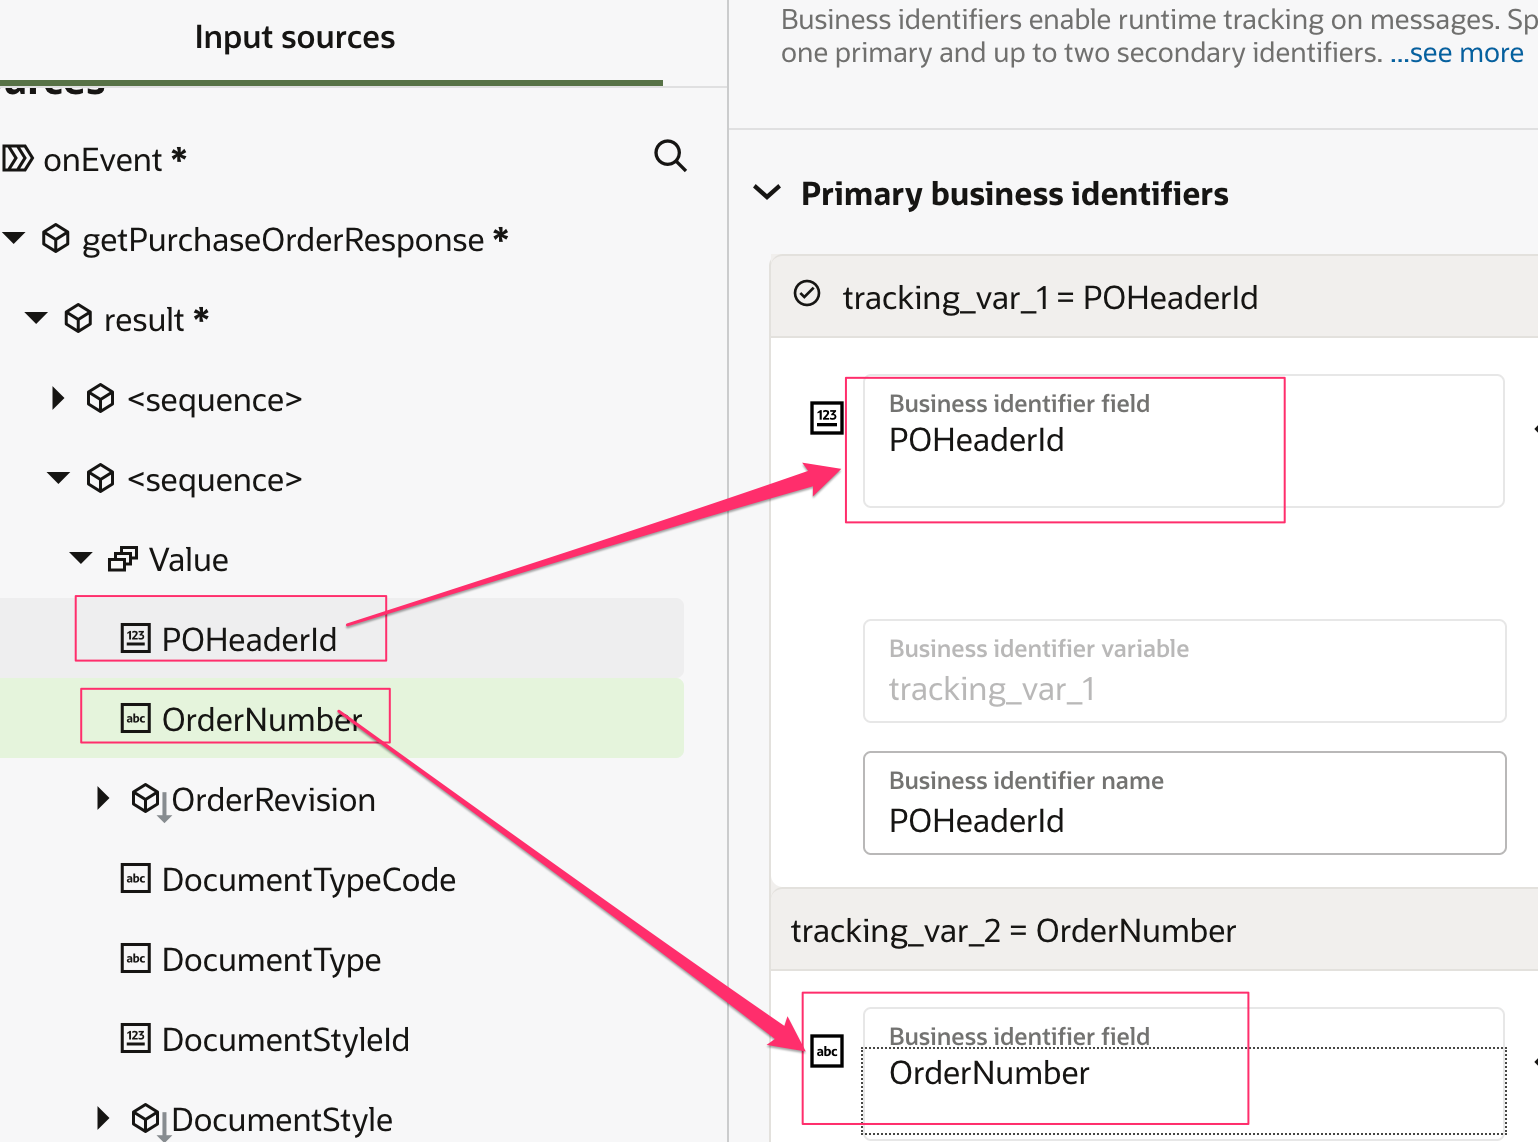 Input sources
onEvent *
getPurchaseOrderResponse *
result *
<sequence>
<sequence>
Value
123 POHeaderId
abc OrderNumber
OrderRevision
abc DocumentTypeCode
abc DocumentType
123 DocumentStyleId
DocumentStyle
Business identifiers enable runtime tracking on messages.
one primary and up to two secondary identifiers. ...see more
Primary business identifiers
tracking_var_1 = POHeaderId
123
Business identifier field
POHeaderId
Business identifier variable
tracking_var_1
Business identifier name
POHeaderId
tracking_var_2 = OrderNumber
abc
Business identifier field
OrderNumber